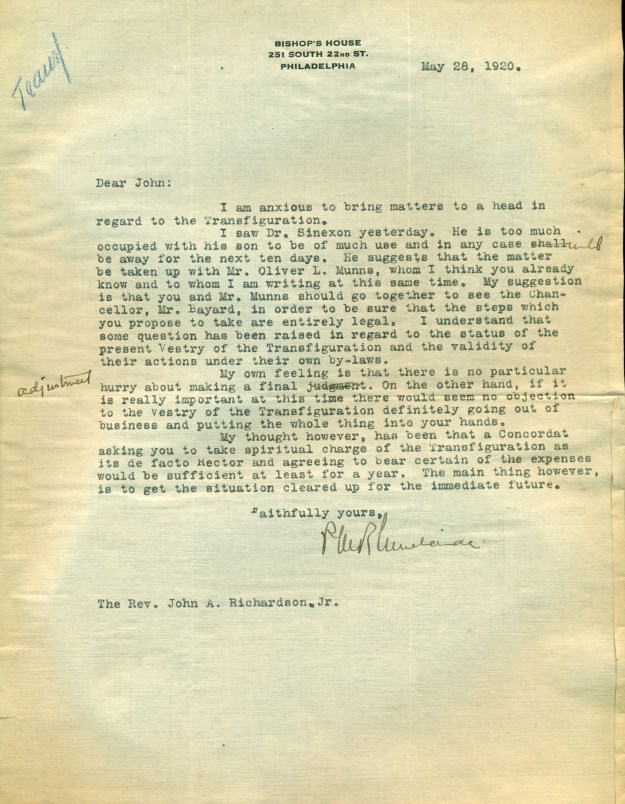 BISHOP'S HOUSE
251 SOUTH 22ND ST.
PHILADELPHIA
May 28, 1920.
Dear John:
I am anxious to bring matters to a head in
regard to the Transfiguration.
I saw Dr. Sinexon yesterday. He is too much
occupied with his son to be of much use and in any case shall will
be away for the next ten days. He suggests that the matter
be taken up with Mr. Oliver L. Munns, whom I think you already
know and to whom I am writing at this same time. My suggestion
is that you and Mr. Munns should go together to see the Chan-
cellor, Mr. Bayard, in order to be sure that the steps which
you propose to take are entirely legal. I understand that
some question has been raised in regard to the status of the
present Vestry of the Transfiguration and the validity of
their actions under their own by-laws.
My own feeling is that there is no particular
adjustment
hurry about making a final judgment. On the other hand, if it
is really important at this time there would seem no objection
to the Vestry of the Transfiguration definitely going out of
business and putting the whole thing into your hands.
My thought however, has been that a Concordat
asking you to take spiritual charge of the Transfiguration as
its de facto Rector and agreeing to bear certain of the expenses
would be sufficient at least for a year. The main thing however,
is to get the situation cleared up for the immediate future.
Faithfully yours,
The Rev. John A. Richardson, Jr.